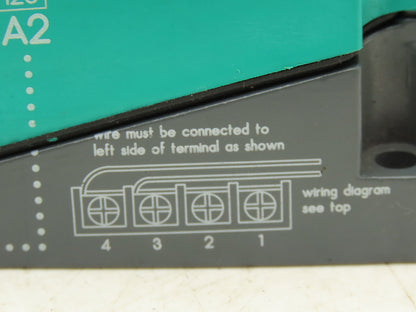 A2
wire must be connected to
left side of terminal as shown
wiring diagram
see top
4 3 2 1